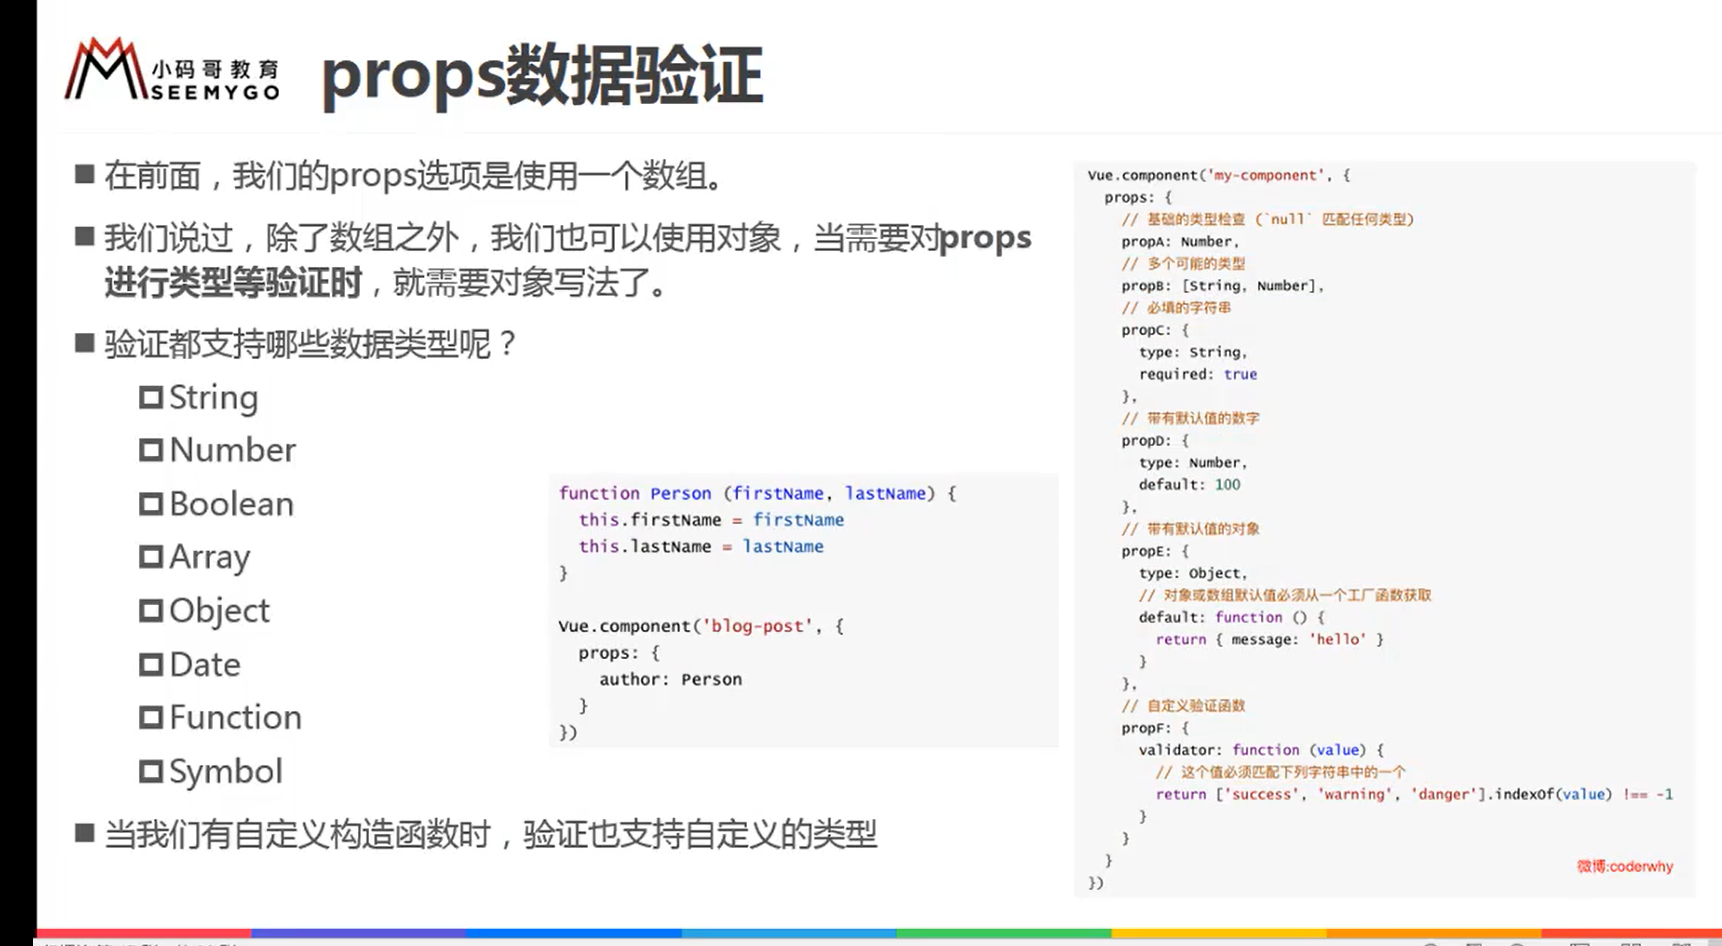 小码哥教育
SEEMYGO
props数据验证
■ 在前面，我们的props选项是使用一个数组。
■ 我们说过，除了数组之外，我们也可以使用对象，当需要对props
进行类型等验证时，就需要对象写法了。
■ 验证都支持哪些数据类型呢？
String
Number
Boolean
Array
Object
Date
Function
Symbol
■ 当我们有自定义构造函数时，验证也支持自定义的类型
function Person (firstName, lastName) {
  this.firstName = firstName
  this.lastName = lastName
}
Vue.component('blog-post', {
  props: {
    author: Person
  }
})
Vue.component('my-component', {
  props: {
    // 基础的类型检查 (`null` 匹配任何类型)
    propA: Number,
    // 多个可能的类型
    propB: [String, Number],
    // 必填的字符串
    propC: {
      type: String,
      required: true
    },
    // 带有默认值的数字
    propD: {
      type: Number,
      default: 100
    },
    // 带有默认值的对象
    propE: {
      type: Object,
      // 对象或数组默认值必须从一个工厂函数获取
      default: function () {
        return { message: 'hello' }
      }
    },
    // 自定义验证函数
    propF: {
      validator: function (value) {
        // 这个值必须匹配下列字符串中的一个
        return ['success', 'warning', 'danger'].indexOf(value) !== -1
      }
    }
  }
})
微博:coderwhy